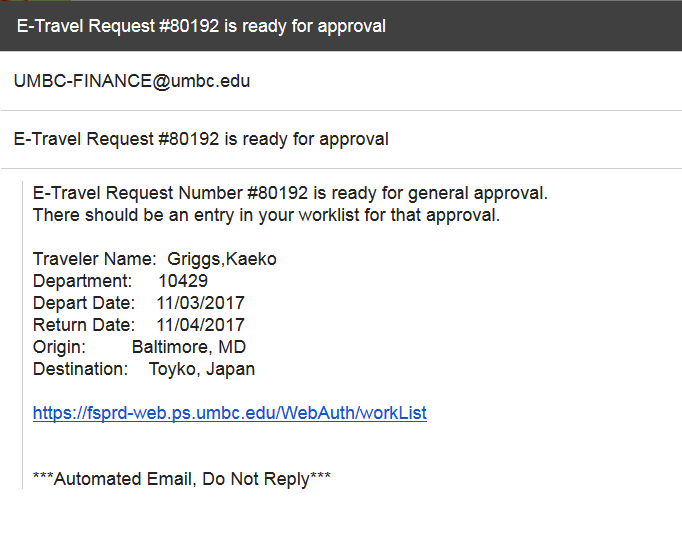 E-Travel Request #80192 is ready for approval
UMBC-FINANCE@umbc.edu
E-Travel Request #80192 is ready for approval
E-Travel Request Number #80192 is ready for general approval.
There should be an entry in your worklist for that approval.
Traveler Name: Griggs,Kaeko
Department: 10429
Depart Date: 11/03/2017
Return Date: 11/04/2017
Origin: Baltimore, MD
Destination: Toyko, Japan
https://fsprd-web.ps.umbc.edu/WebAuth/workList
***Automated Email, Do Not Reply***